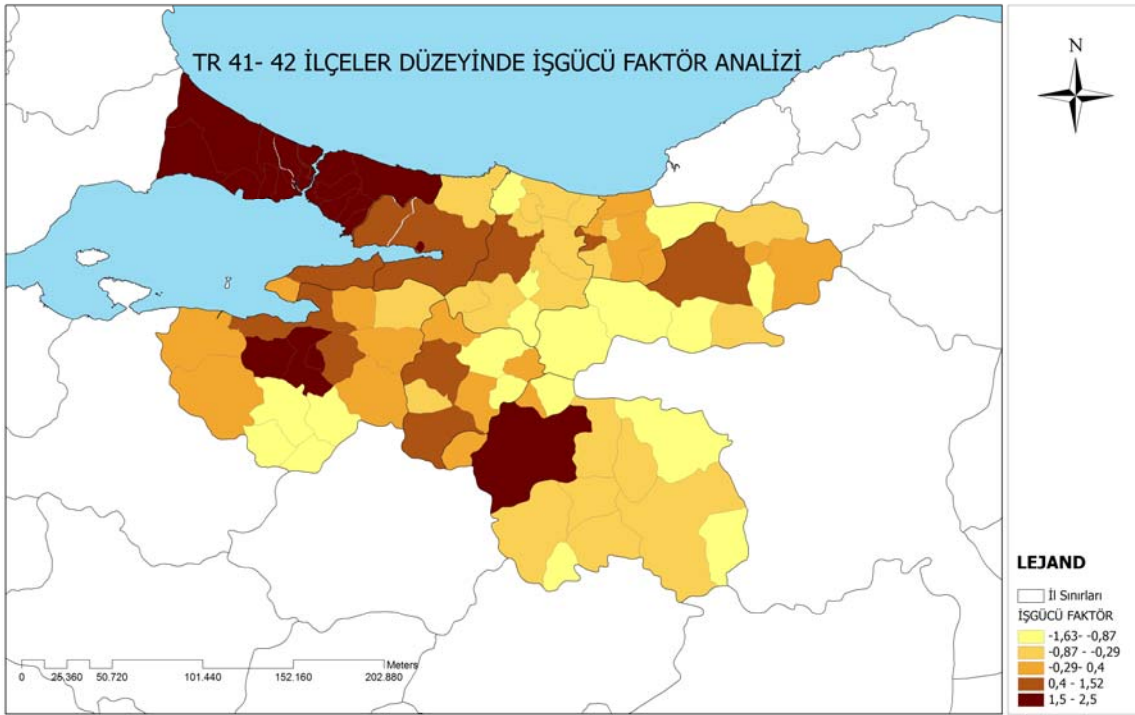 TR 41- 42 İLÇELER DÜZEYİNDE İŞGÜCÜ FAKTÖR ANALİZİ
N
LEJAND
İl Sınırları
İŞGÜCÜ FAKTÖR
-1,63- -0,87
-0,87 - -0,29
-0,29- 0,4
0,4 - 1,52
1,5 - 2,5
Meters
0 25.360 50.720 101.440 152.160 202.880